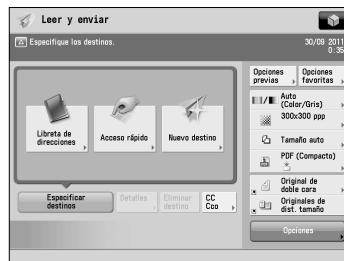 Leer y enviar
Especifique los destinos.
30/09 2011
0:35
Opciones previas
Opciones favoritas
Auto
(Color/Gris)
300x300 ppp
Tamaño auto
PDF (Compacto)
Original de
doble cara
Originales de
dist. tamaño
Opciones
Libreta de
direcciones
Acceso rápido
Nuevo destino
Especificar
destinos
Detalles
Eliminar
destino
CC
Cco